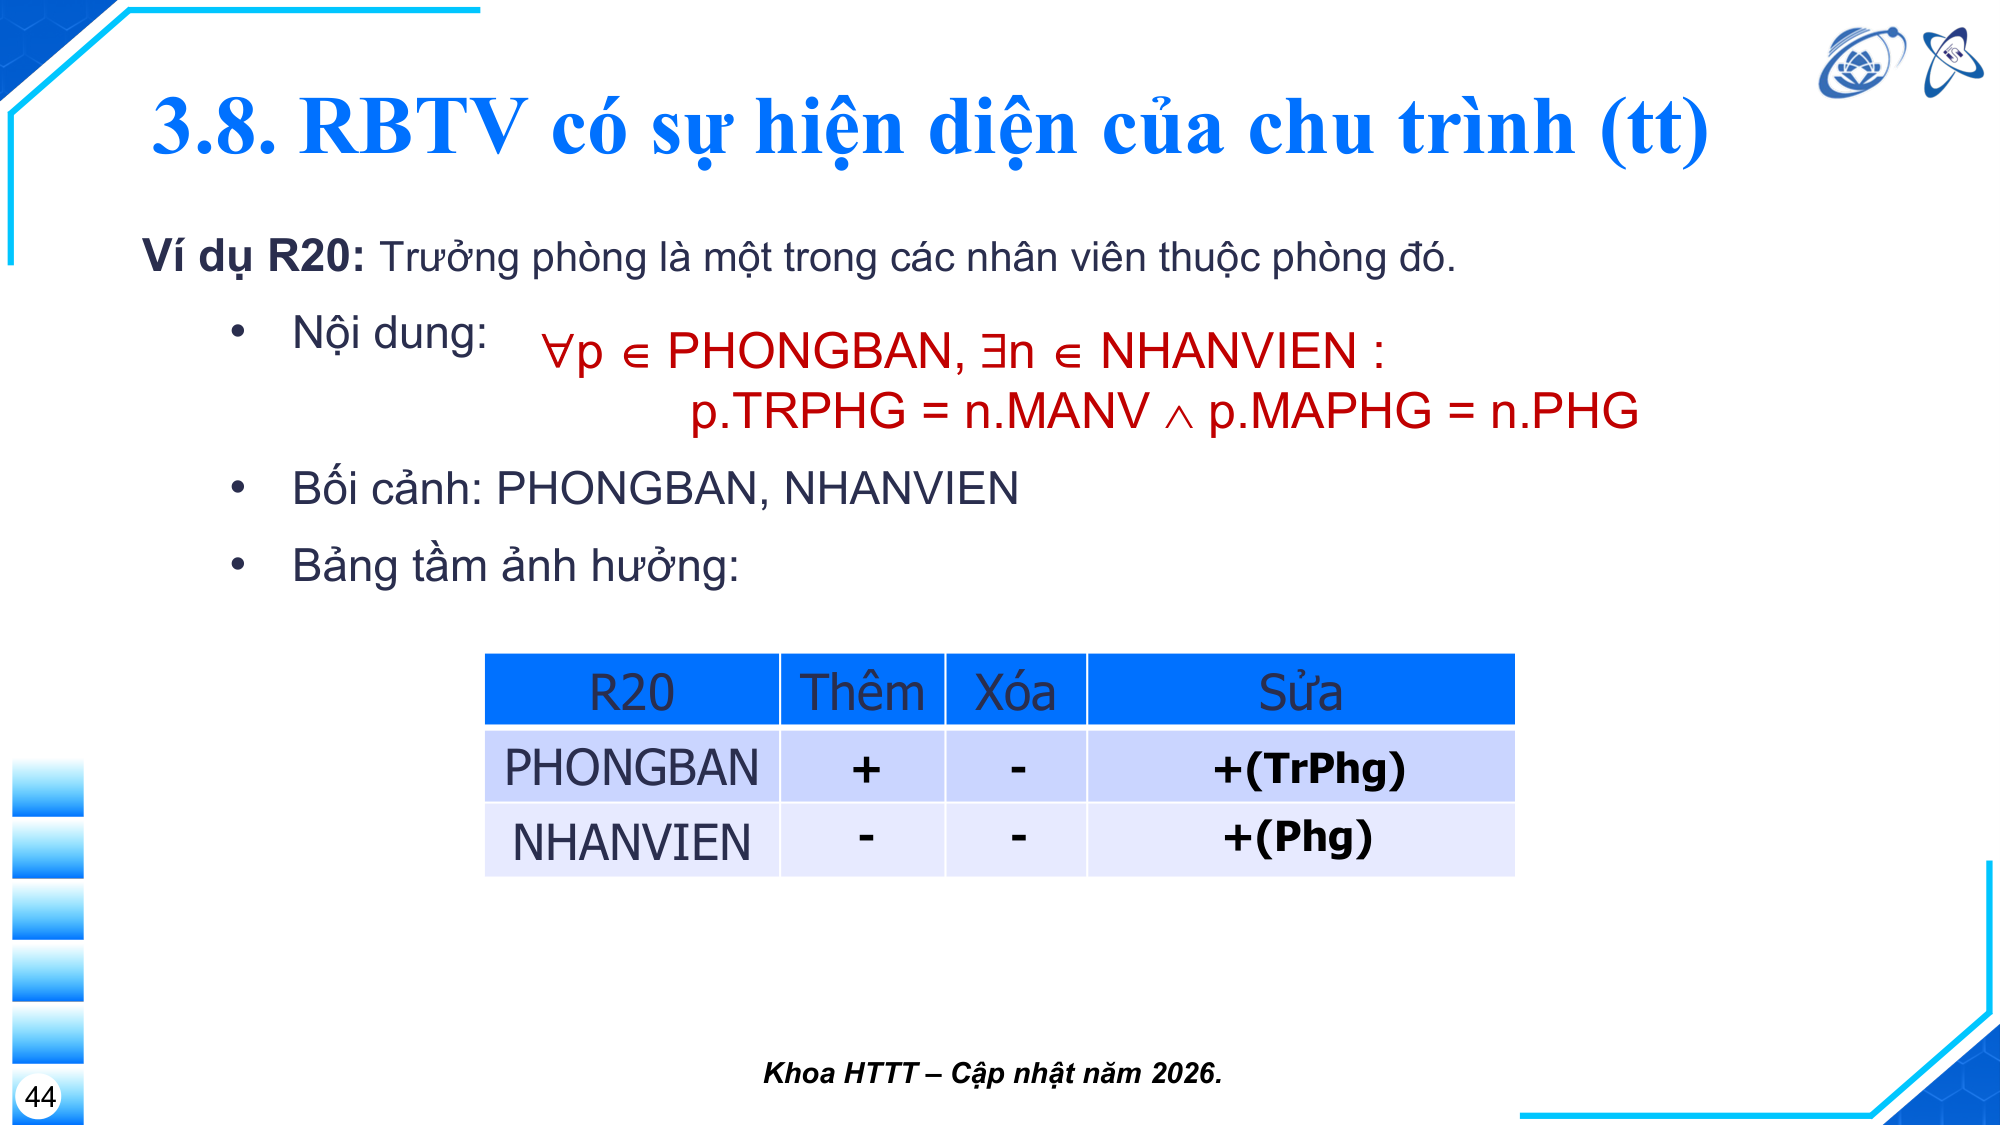 3.8. RBTV có sự hiện diện của chu trình (tt)
Ví dụ R20: Trưởng phòng là một trong các nhân viên thuộc phòng đó.
• Nội dung:
∀p ∈ PHONGBAN, ∃n ∈ NHANVIEN :
p.TRPHG = n.MANV ∧ p.MAPHG = n.PHG
• Bối cảnh: PHONGBAN, NHANVIEN
• Bảng tầm ảnh hưởng:
R20 Thêm Xóa Sửa
PHONGBAN + - +(TrPhg)
NHANVIEN - - +(Phg)
Khoa HTTT – Cập nhật năm 2026.
44